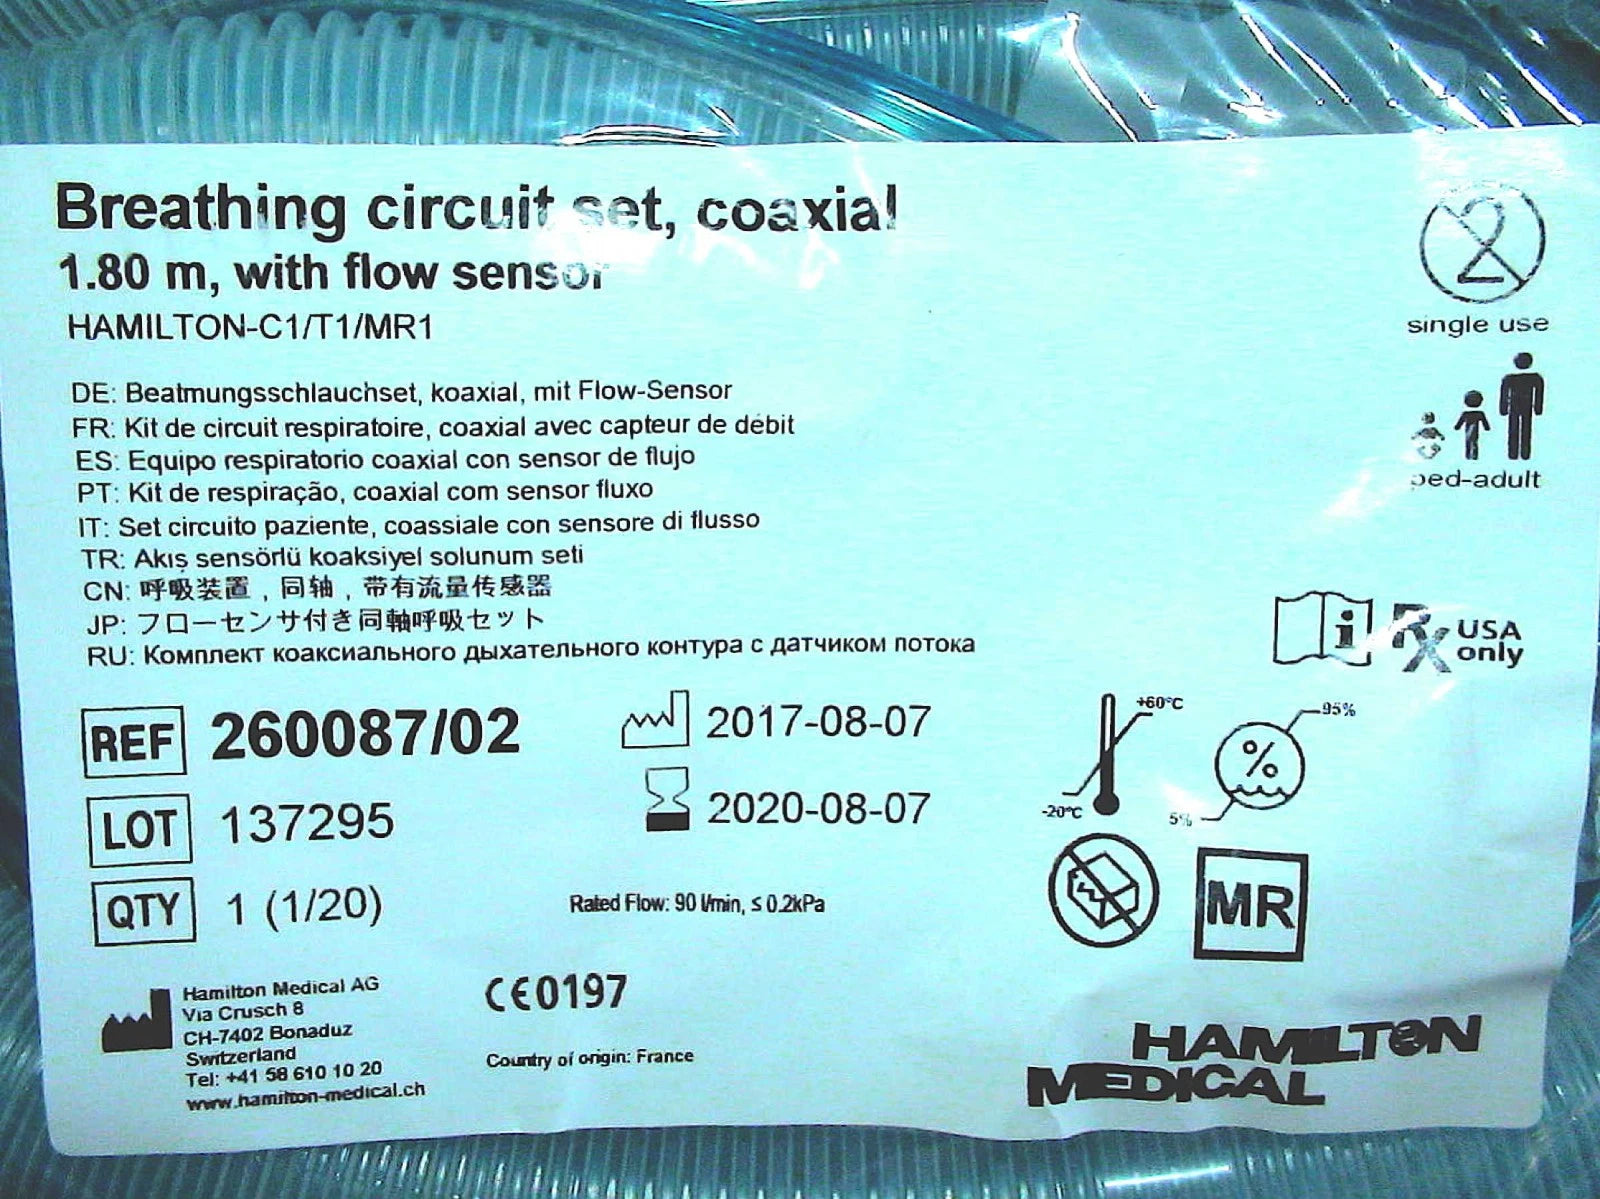 Breathing circuit set, coaxial
1.80 m, with flow sensor
HAMILTON-C1/T1/MR1
2
single use
ped-adult
DE: Beatmungsschlauchset, koaxial, mit Flow-Sensor
FR: Kit de circuit respiratoire, coaxial avec capteur de débit
ES: Equipo respiratorio coaxial con sensor de flujo
PT: Kit de respiração, coaxial com sensor fluxo
IT: Set circuito paziente, coassiale con sensore di flusso
TR: Akış sensörlü koaksiyel solunum seti
CN: 呼吸装置，同轴，带有流量传感器
JP: フローセンサ付き同軸呼吸セット
RU: Комплект коаксиального дыхательного контура с датчиком потока
i Rx USA
only
REF 260087/02
2017-08-07
LOT 137295
2020-08-07
QTY 1 (1/20)
Rated Flow: 90 l/min, ≤ 0.2kPa
+60°C
-20°C
95%
%
5%
MR
Hamilton Medical AG
Via Crusch 8
CH-7402 Bonaduz
Switzerland
Tel: +41 58 610 10 20
www.hamilton-medical.ch
CE0197
Country of origin: France
HAMILTON
MEDICAL